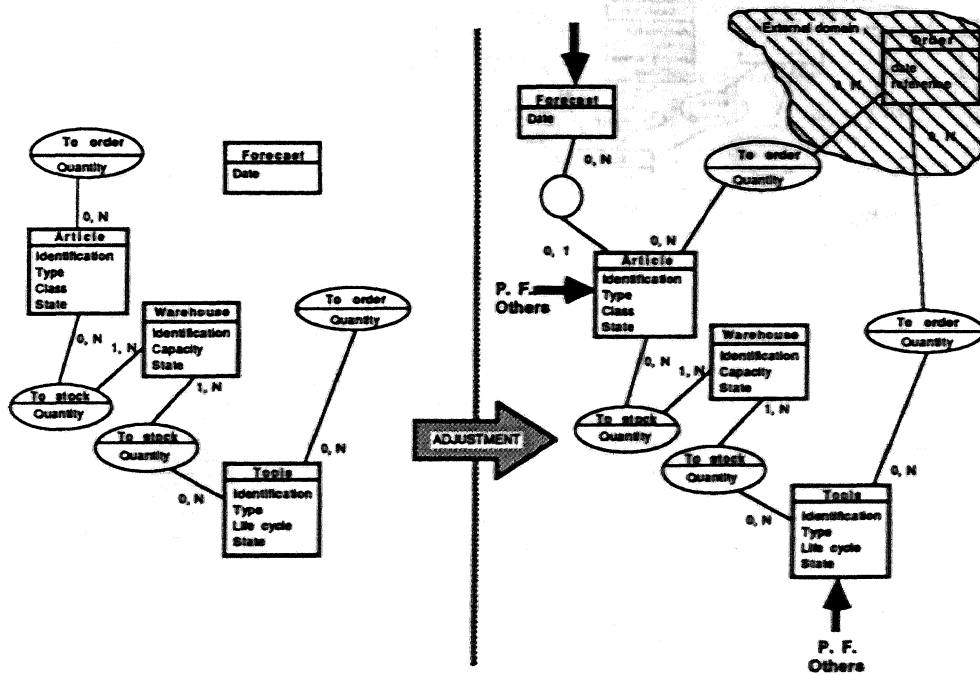 To order
Quantity
0, N
Article
Identification
Type
Class
State
0, N
To stock
Quantity
Forecast
Date
Warehouse
Identification
Capacity
State
1, N
1, N
To stock
Quantity
0, N
To order
Quantity
0, N
Tools
Identification
Type
Life cycle
State
ADJUSTMENT
Forecast
Date
0, N
0, 1
External domain
Order
date
reference
0, N
0, N
To order
Quantity
0, N
Article
Identification
Type
Class
State
P. F.
Others
0, N
To stock
Quantity
Warehouse
Identification
Capacity
State
1, N
1, N
To stock
Quantity
0, N
To order
Quantity
0, N
Tools
Identification
Type
Life cycle
State
P. F.
Others